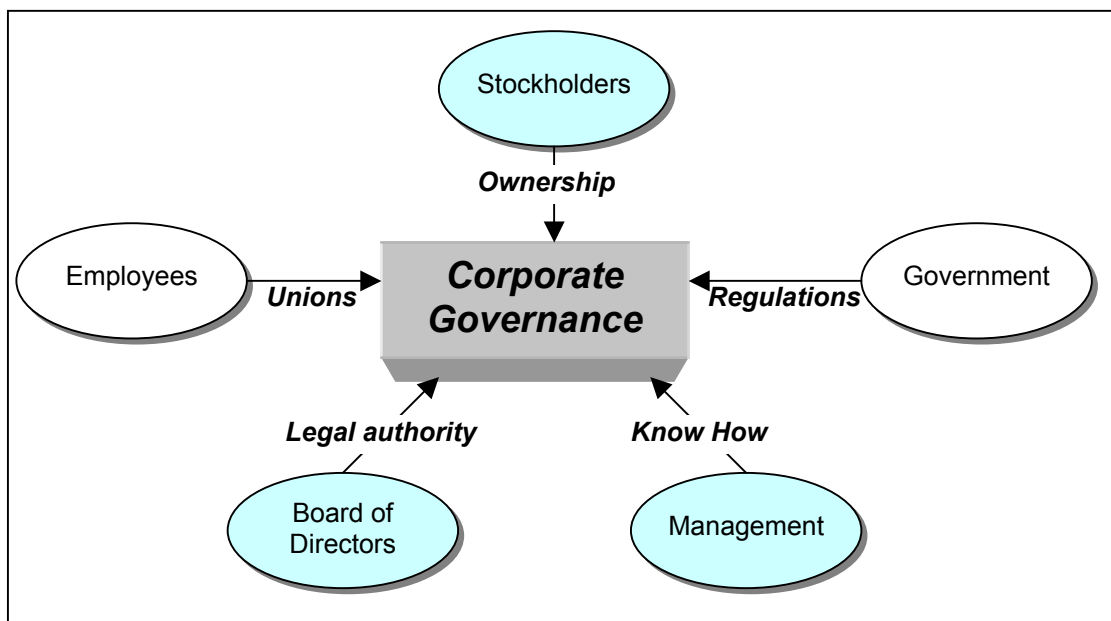 Stockholders
Ownership
Employees
Unions
Corporate
Governance
Regulations
Government
Legal authority
Know How
Board of
Directors
Management